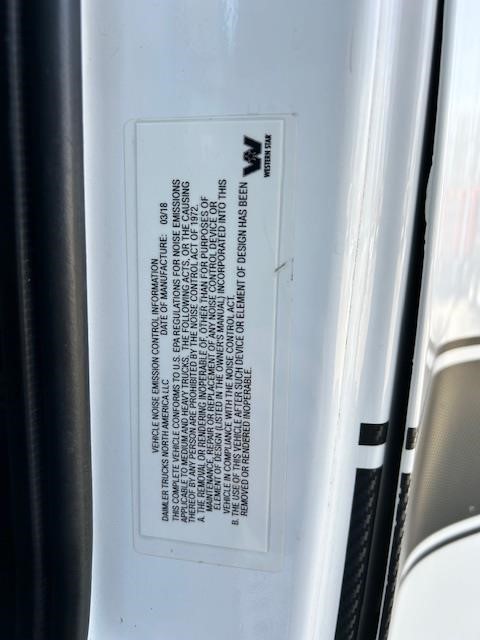 VEHICLE NOISE EMISSION CONTROL INFORMATION
DAIMLER TRUCKS NORTH AMERICA LLC DATE OF MANUFACTURE: 03/18
THIS COMPLETE VEHICLE CONFORMS TO U.S. EPA REGULATIONS FOR NOISE EMISSIONS
APPLICABLE TO MEDIUM AND HEAVY TRUCKS. THE FOLLOWING ACTS, OR THE CAUSING
THEREOF BY ANY PERSON ARE PROHIBITED BY THE NOISE CONTROL ACT OF 1972.
A. THE REMOVAL OR RENDERING INOPERABLE OF, OTHER THAN FOR PURPOSES OF
MAINTENANCE, REPAIR OR REPLACEMENT OF ANY NOISE CONTROL DEVICE OR
ELEMENT OF DESIGN (LISTED IN THE OWNER'S MANUAL) INCORPORATED INTO THIS
VEHICLE IN COMPLIANCE WITH THE NOISE CONTROL ACT.
B. THE USE OF THIS VEHICLE AFTER SUCH DEVICE OR ELEMENT OF DESIGN HAS BEEN
REMOVED OR RENDERED INOPERABLE.
WESTERN STAR